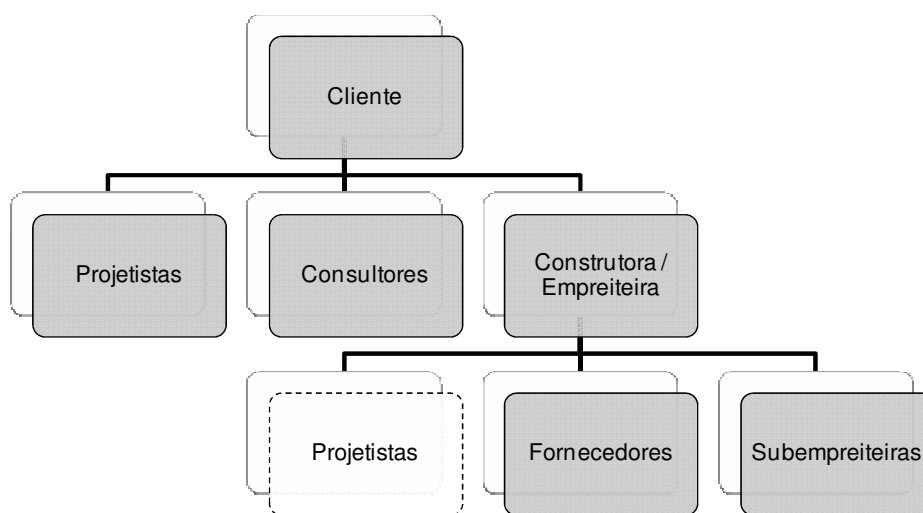 Cliente
Projetistas
Consultores
Construtora /
Empreiteira
Projetistas
Fornecedores
Subempreiteiras